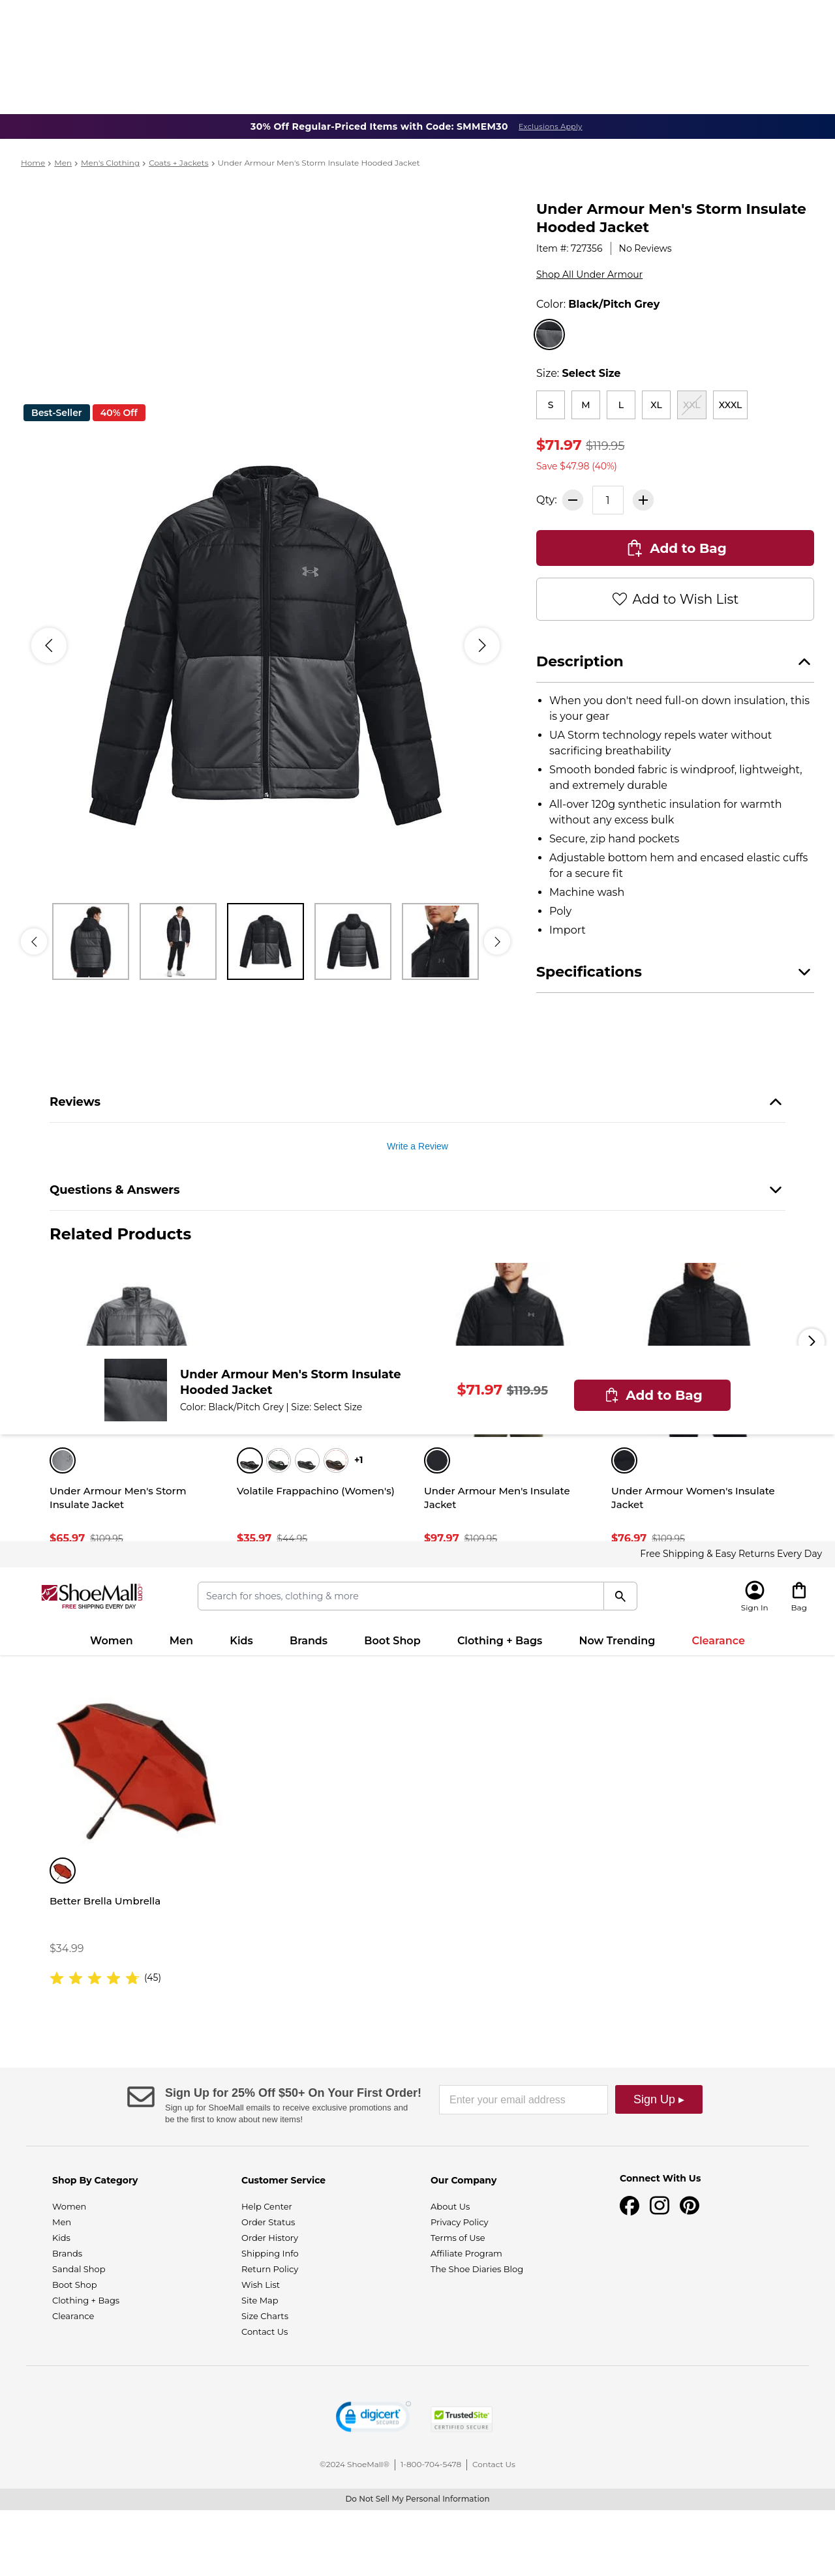 30% Off Regular-Priced Items with Code: SMMEM30 Exclusions Apply
Home > Men > Men's Clothing > Coats + Jackets > Under Armour Men's Storm Insulate Hooded Jacket
Under Armour Men's Storm Insulate
Hooded Jacket
Item #: 727356 | No Reviews
Shop All Under Armour
Color: Black/Pitch Grey
Size: Select Size
S M L XL XXL XXXL
Best-Seller 40% Off
$71.97 $119.95
Save $47.98 (40%)
Qty: 1
Add to Bag
Add to Wish List
Description
• When you don't need full-on down insulation, this
is your gear
• UA Storm technology repels water without
sacrificing breathability
• Smooth bonded fabric is windproof, lightweight,
and extremely durable
• All-over 120g synthetic insulation for warmth
without any excess bulk
• Secure, zip hand pockets
• Adjustable bottom hem and encased elastic cuffs
for a secure fit
• Machine wash
• Poly
• Import
Specifications
Reviews
Write a Review
Questions & Answers
Related Products
Under Armour Men's Storm Insulate
Hooded Jacket
Color: Black/Pitch Grey | Size: Select Size
$71.97 $119.95
Add to Bag
+1
Under Armour Men's Storm
Insulate Jacket
Volatile Frappachino (Women's)
Under Armour Men's Insulate
Jacket
Under Armour Women's Insulate
Jacket
$65.97 $109.95
$35.97 $44.95
$97.97 $109.95
$76.97 $109.95
Free Shipping & Easy Returns Every Day
ShoeMall.com
FREE SHIPPING EVERY DAY
Search for shoes, clothing & more
Sign In
Bag
Women Men Kids Brands Boot Shop Clothing + Bags Now Trending Clearance
Better Brella Umbrella
$34.99
(45)
Sign Up for 25% Off $50+ On Your First Order!
Sign up for ShoeMall emails to receive exclusive promotions and
be the first to know about new items!
Enter your email address
Sign Up ▸
Shop By Category
Women
Men
Kids
Brands
Sandal Shop
Boot Shop
Clothing + Bags
Clearance
Customer Service
Help Center
Order Status
Order History
Shipping Info
Return Policy
Wish List
Site Map
Size Charts
Contact Us
Our Company
About Us
Privacy Policy
Terms of Use
Affiliate Program
The Shoe Diaries Blog
Connect With Us
digicert
SECURED
TrustedSite
CERTIFIED SECURE
©2024 ShoeMall® | 1-800-704-5478 | Contact Us
Do Not Sell My Personal Information